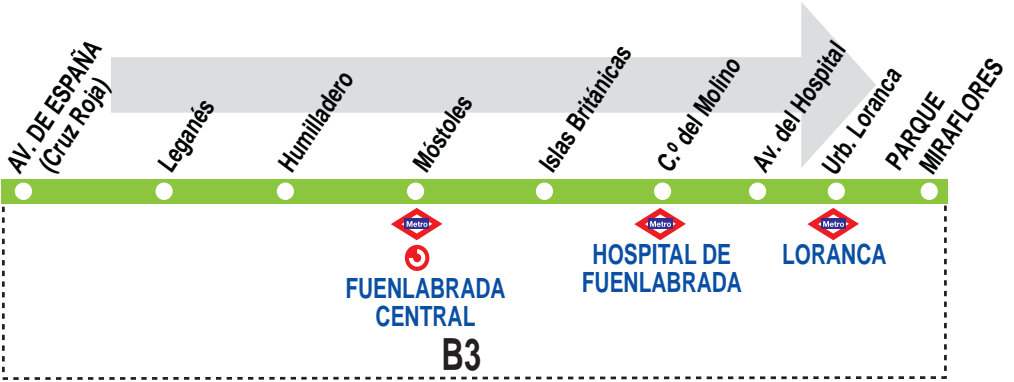 AV. DE ESPAÑA
(Cruz Roja)
Leganés
Humilladero
Móstoles
Islas Británicas
C.º del Molino
Av. del Hospital
Urb. Loranca
PARQUE
MIRAFLORES
Metro
Metro
Metro
FUENLABRADA
CENTRAL
HOSPITAL DE
FUENLABRADA
LORANCA
B3